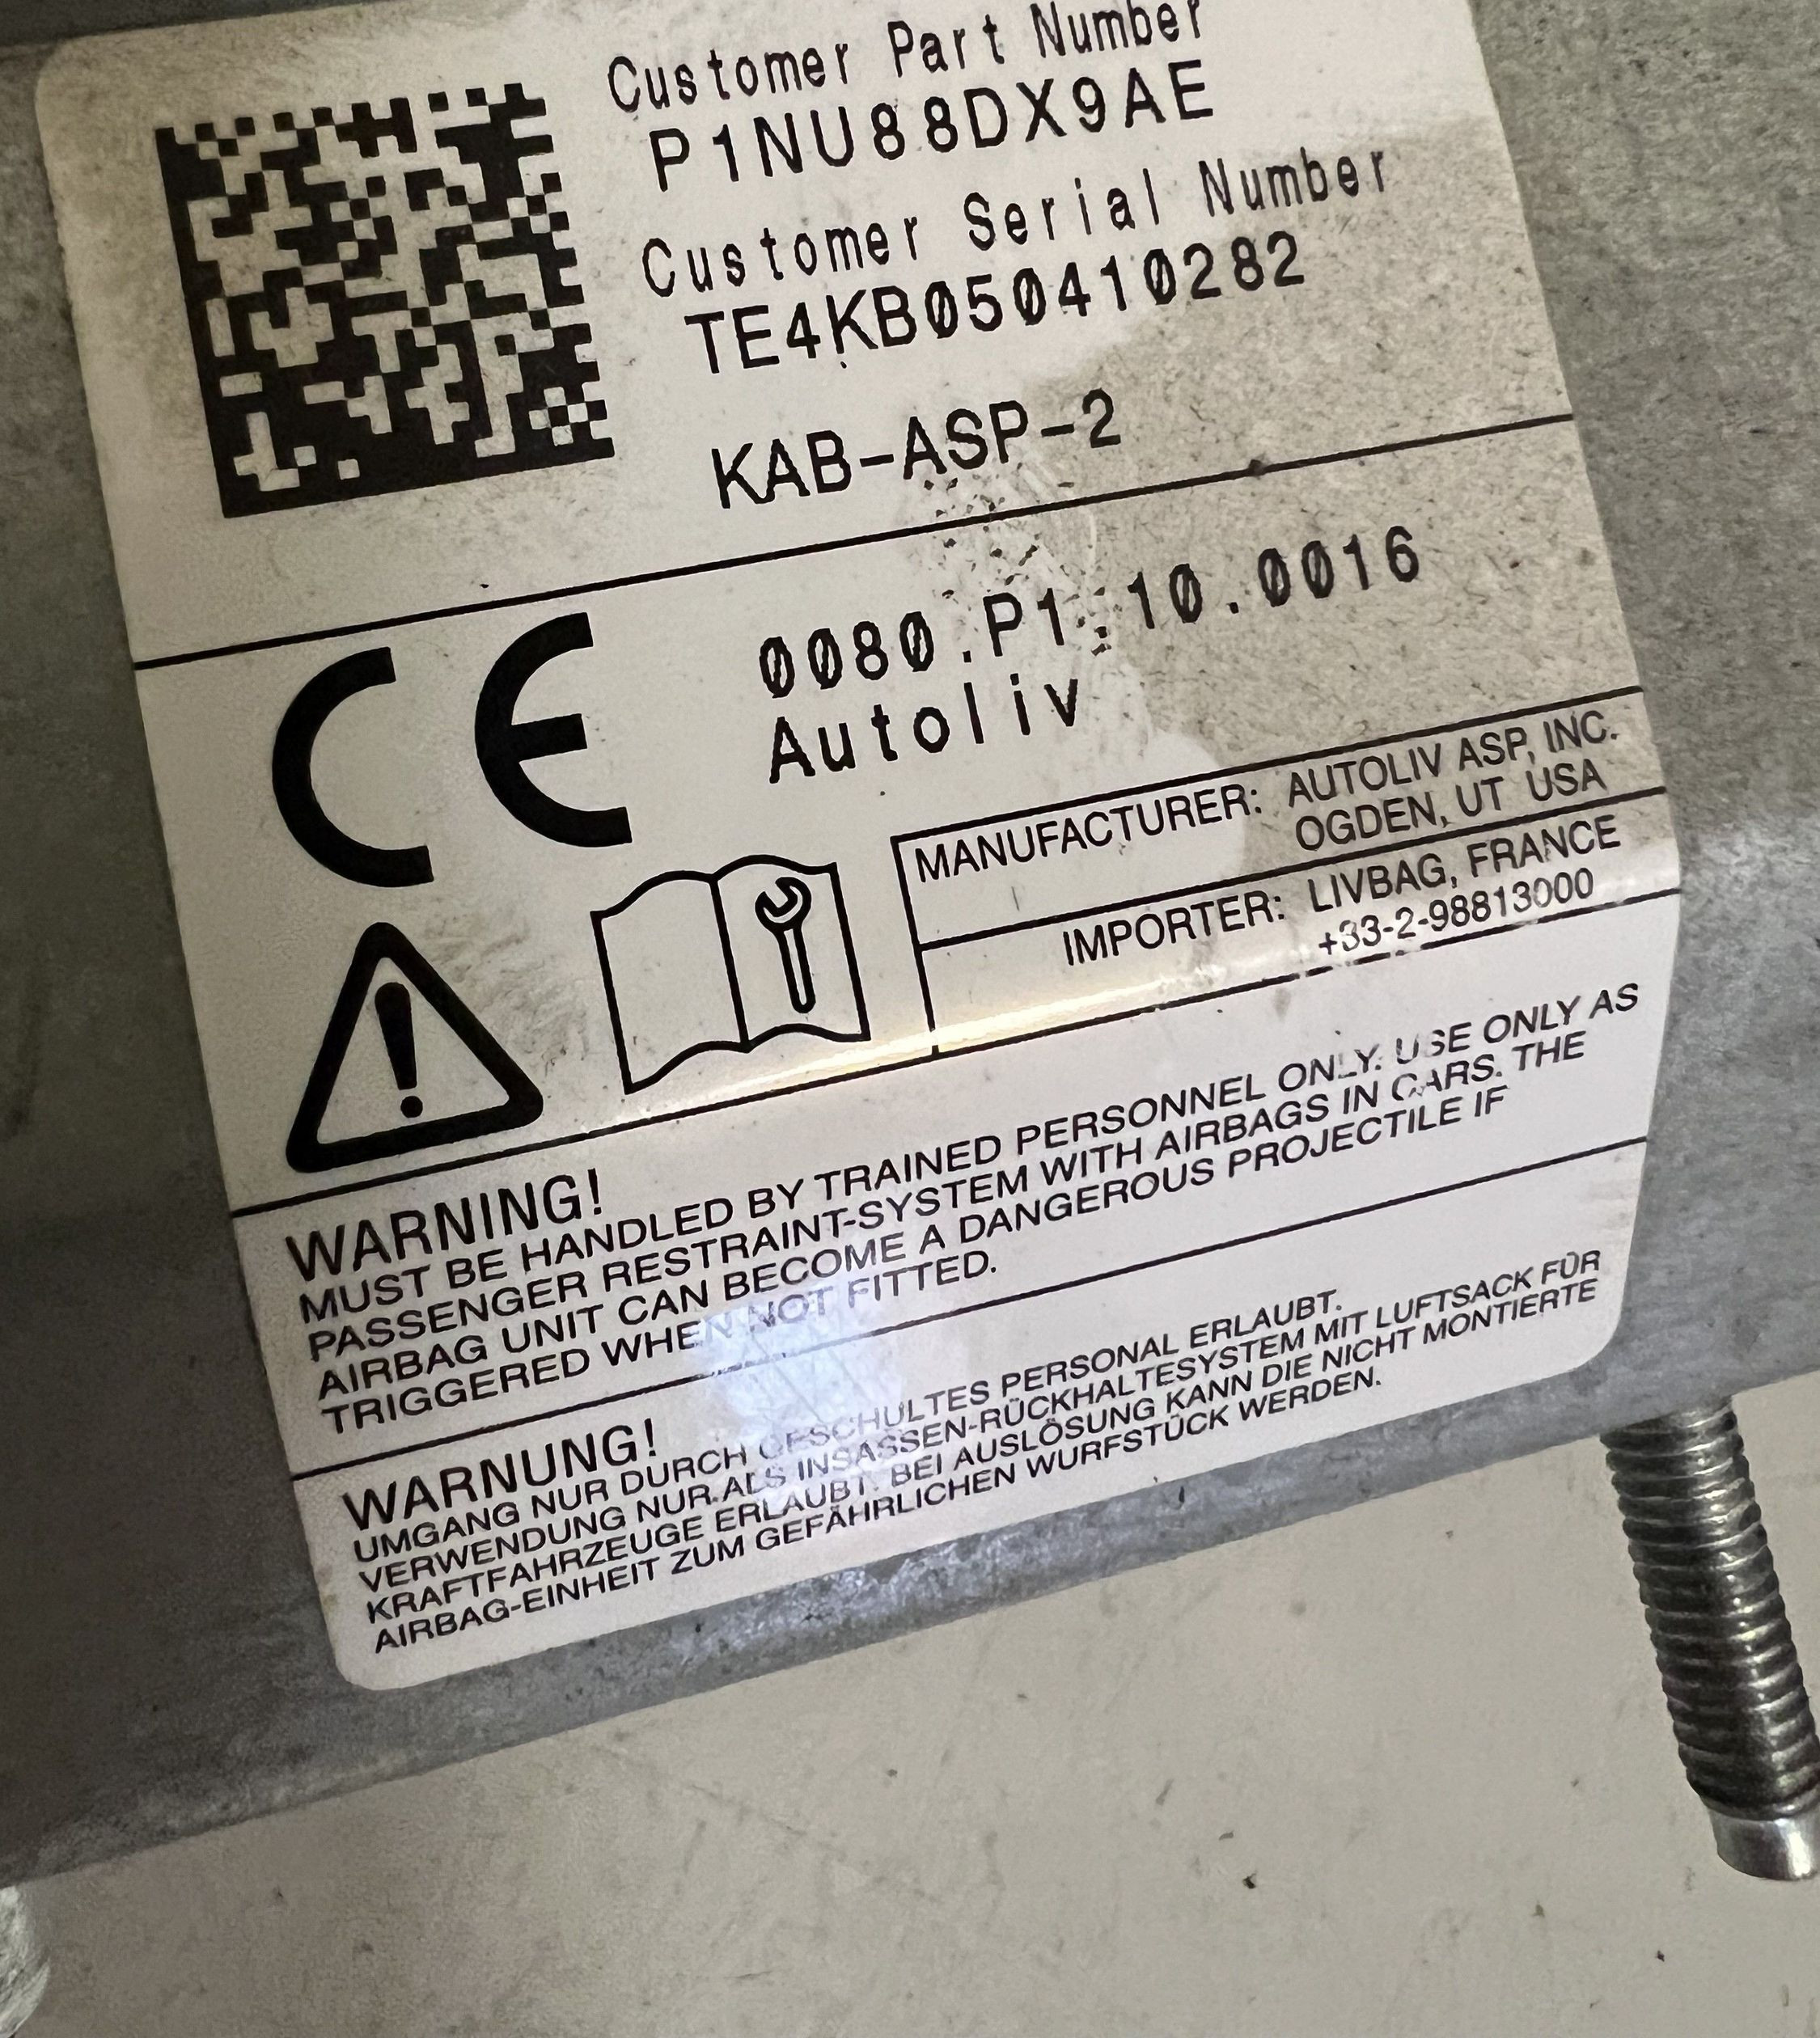 Customer Part Number
P1NU88DX9AE
Customer Serial Number
TE4KB050410282
KAB-ASP-2
CE
0080.P1.10.0016
Autoliv
MANUFACTURER: AUTOLIV ASP, INC.
OGDEN, UT USA
IMPORTER: LIVBAG, FRANCE
+33-2-98813000
WARNING!
MUST BE HANDLED BY TRAINED PERSONNEL ONLY. USE ONLY AS
PASSENGER RESTRAINT-SYSTEM WITH AIRBAGS IN CARS. THE
AIRBAG UNIT CAN BECOME A DANGEROUS PROJECTILE IF
TRIGGERED WHEN NOT FITTED.
WARNUNG!
UMGANG NUR DURCH GESCHULTES PERSONAL ERLAUBT.
VERWENDUNG NUR ALS INSASSEN-RÜCKHALTESYSTEM MIT LUFTSACK FÜR
KRAFTFAHRZEUGE ERLAUBT. BEI AUSLÖSUNG KANN DIE NICHT MONTIERTE
AIRBAG-EINHEIT ZUM GEFÄHRLICHEN WURFSTÜCK WERDEN.